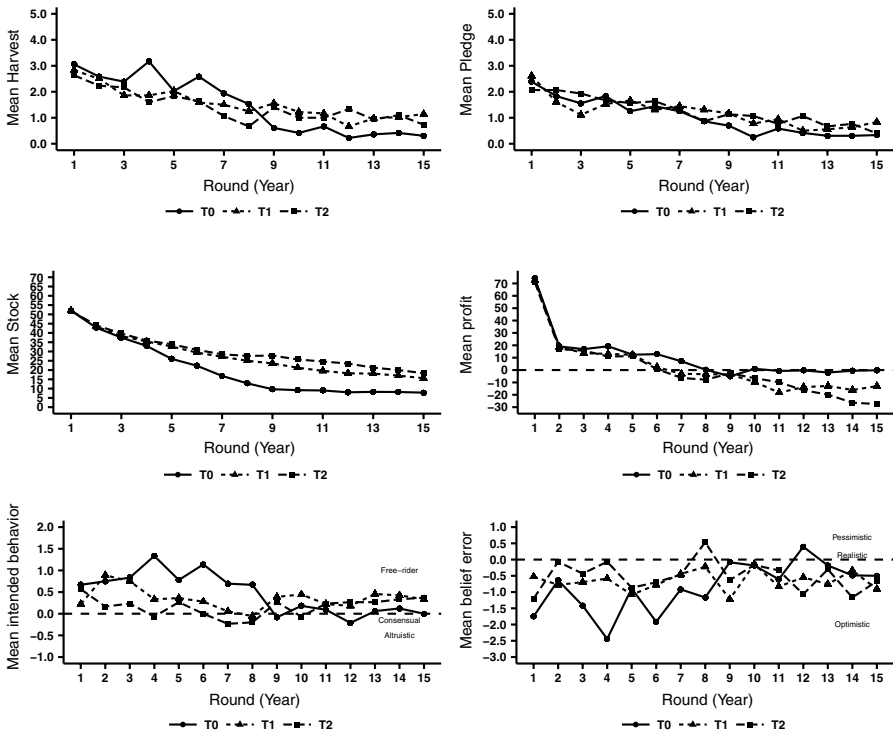 Mean Harvest
5.0
4.0
3.0
2.0
1.0
0.0
1 3 5 7 9 11 13 15
Round (Year)
T0 T1 T2
Mean Pledge
5.0
4.0
3.0
2.0
1.0
0.0
1 3 5 7 9 11 13 15
Round (Year)
T0 T1 T2
Mean Stock
70
65
60
55
50
45
40
35
30
25
20
15
10
5
0
1 3 5 7 9 11 13 15
Round (Year)
T0 T1 T2
Mean profit
70
60
50
40
30
20
10
0
−10
−20
−30
1 2 3 4 5 6 7 8 9 10 11 12 13 14 15
Round (Year)
T0 T1 T2
Mean intended behavior
2.0
1.5
1.0
0.5
0.0
−0.5
−1.0
Free−rider
Consensual
Altruistic
1 2 3 4 5 6 7 8 9 10 11 12 13 14 15
Round (Year)
T0 T1 T2
Mean belief error
1.0
0.5
0.0
−0.5
−1.0
−1.5
−2.0
−2.5
−3.0
Pessimistic
Realistic
Optimistic
1 2 3 4 5 6 7 8 9 10 11 12 13 14 15
Round (Year)
T0 T1 T2